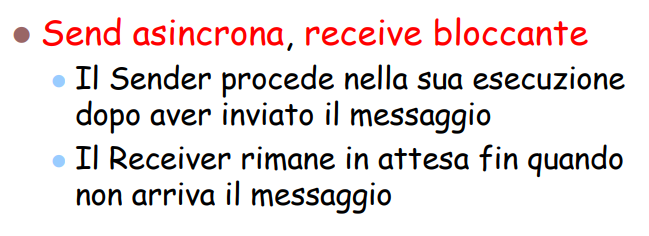 Send asincrona, receive bloccante
Il Sender procede nella sua esecuzione
dopo aver inviato il messaggio
Il Receiver rimane in attesa fin quando
non arriva il messaggio